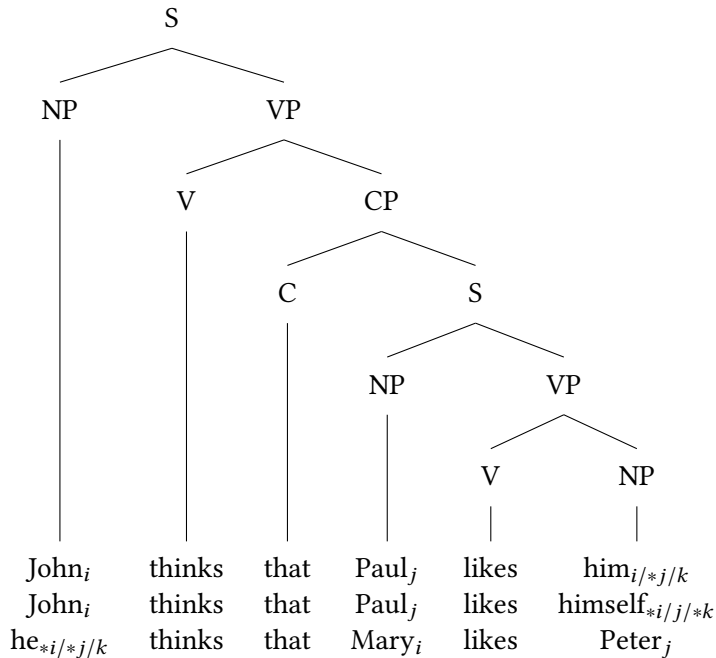 S
NP VP
V CP
C S
NP VP
V NP
John_i thinks that Paul_j likes him_{i/*j/k}
John_i thinks that Paul_j likes himself_{*i/j/*k}
he_{*i/*j/k} thinks that Mary_i likes Peter_j